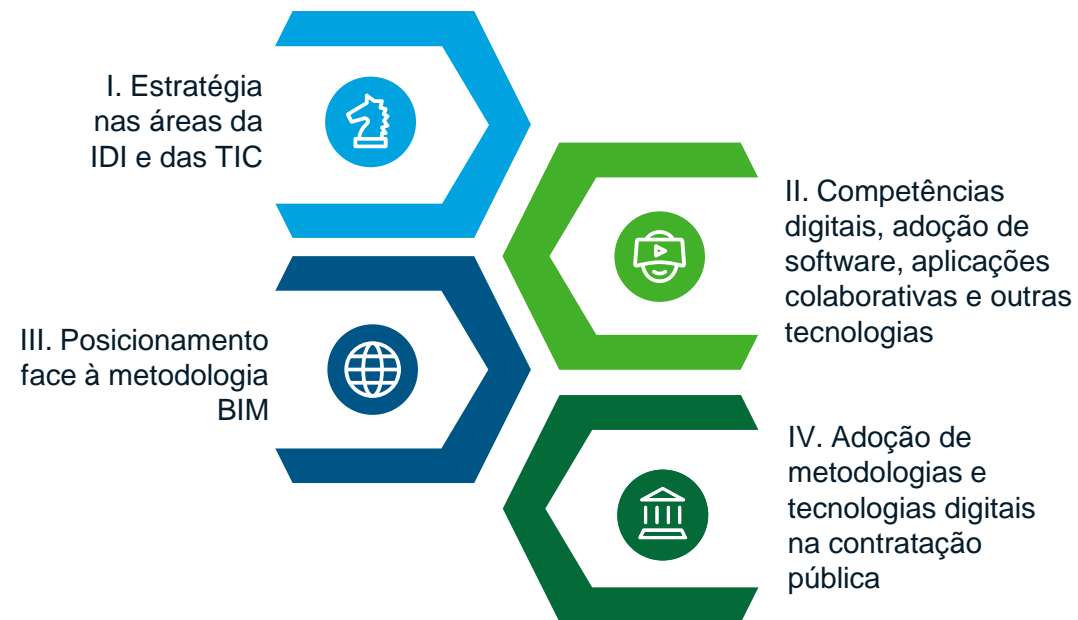 I. Estratégia
nas áreas da
IDI e das TIC
II. Competências
digitais, adoção de
software, aplicações
colaborativas e outras
tecnologias
III. Posicionamento
face à metodologia
BIM
IV. Adoção de
metodologias e
tecnologias digitais
na contratação
pública